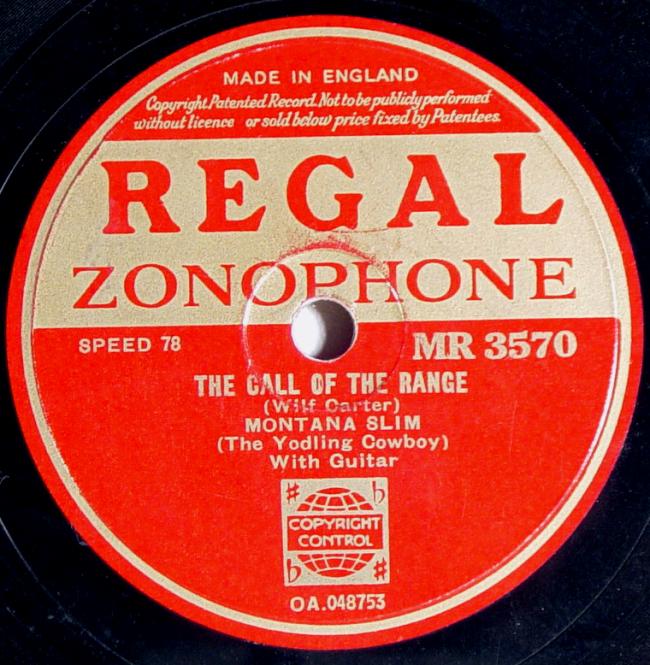 MADE IN ENGLAND
Copyright Patented Record. Not to be publicly performed
without licence or sold below price fixed by Patentees.
REGAL
ZONOPHONE
SPEED 78
MR 3570
THE CALL OF THE RANGE
(Wilf Carter)
MONTANA SLIM
(The Yodling Cowboy)
With Guitar
COPYRIGHT
CONTROL
OA.048753